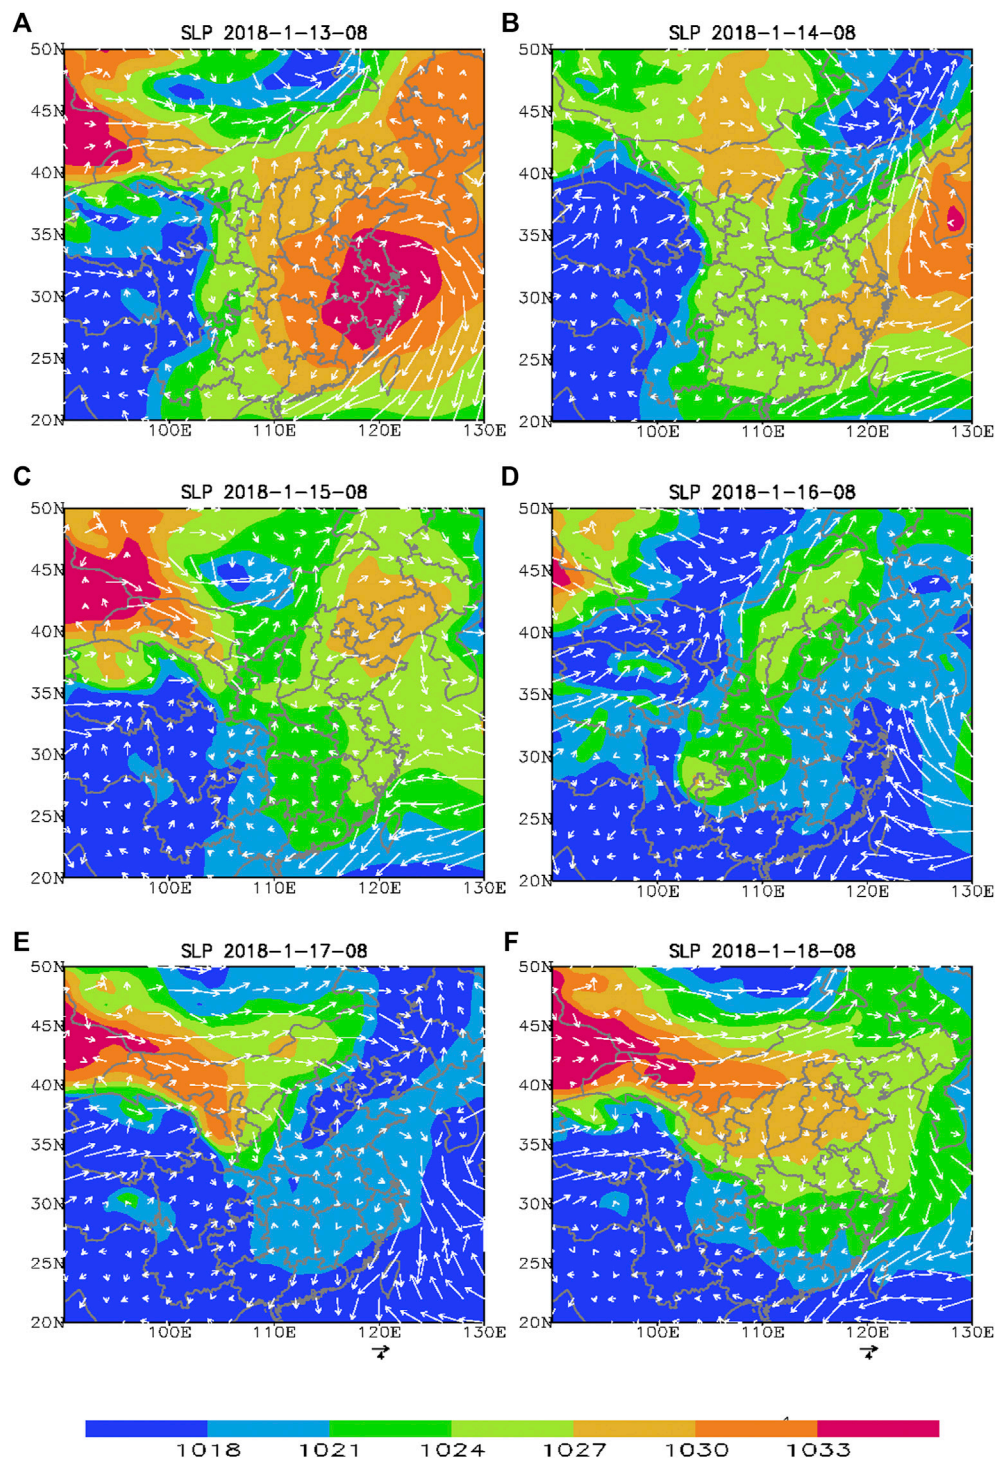 A
SLP 2018-1-13-08
50N
45N
40N
35N
30N
25N
20N
100E 110E 120E 130E
B
SLP 2018-1-14-08
50N
45N
40N
35N
30N
25N
20N
100E 110E 120E 130E
C
SLP 2018-1-15-08
50N
45N
40N
35N
30N
25N
20N
100E 110E 120E 130E
D
SLP 2018-1-16-08
50N
45N
40N
35N
30N
25N
20N
100E 110E 120E 130E
E
SLP 2018-1-17-08
50N
45N
40N
35N
30N
25N
20N
100E 110E 120E 130E
4
F
SLP 2018-1-18-08
50N
45N
40N
35N
30N
25N
20N
100E 110E 120E 130E
4
1018 1021 1024 1027 1030 1033